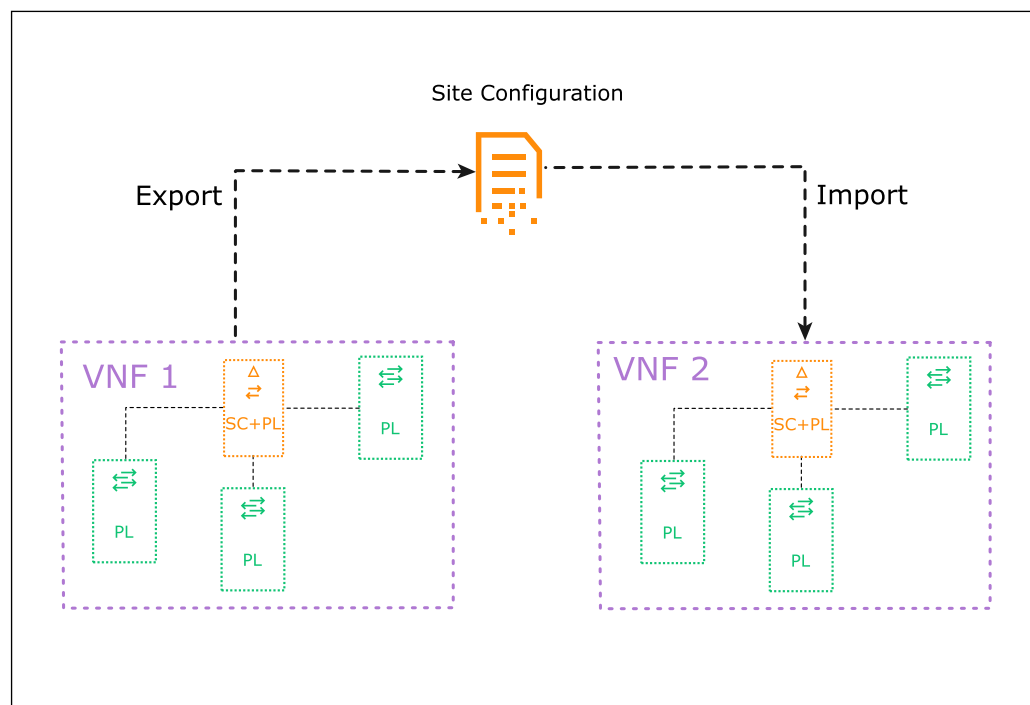 Site Configuration
Export
Import
VNF 1
SC+PL
PL
PL
PL
VNF 2
SC+PL
PL
PL
PL